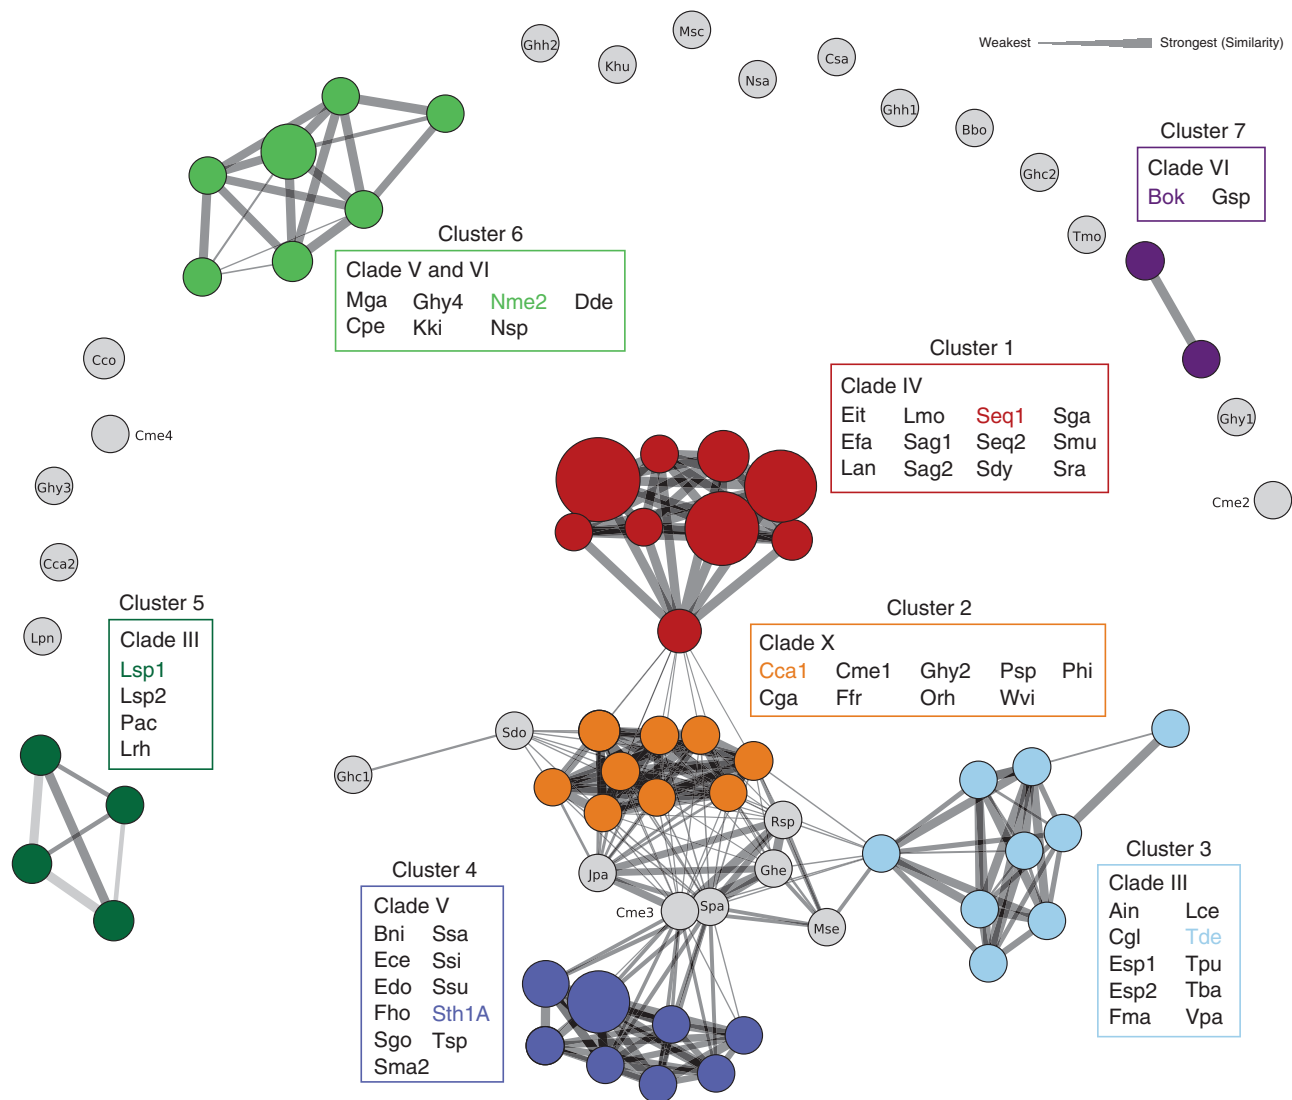 Msc
Ghh2
Weakest
Strongest (Similarity)
Csa
Khu
Nsa
Ghh1
Bbo
Cluster 7
Clade VI
Bok Gsp
Ghc2
Tmo
Cluster 6
Clade V and VI
Mga Ghy4 Nme2 Dde
Cpe Kki Nsp
Cco
Cme4
Ghy3
Cca2
Lpn
Cluster 1
Clade IV
Eit Lmo Seq1 Sga
Efa Sag1 Seq2 Smu
Lan Sag2 Sdy Sra
Ghy1
Cme2
Cluster 5
Clade III
Lsp1
Lsp2
Pac
Lrh
Cluster 2
Clade X
Cca1 Cme1 Ghy2 Psp Phi
Cga Ffr Orh Wvi
Sdo
Ghc1
Rsp
Jpa
Ghe
Cme3
Spa
Mse
Cluster 3
Clade III
Ain Lce
Cgl Tde
Esp1 Tpu
Esp2 Tba
Fma Vpa
Cluster 4
Clade V
Bni Ssa
Ece Ssi
Edo Ssu
Fho Sth1A
Sgo Tsp
Sma2